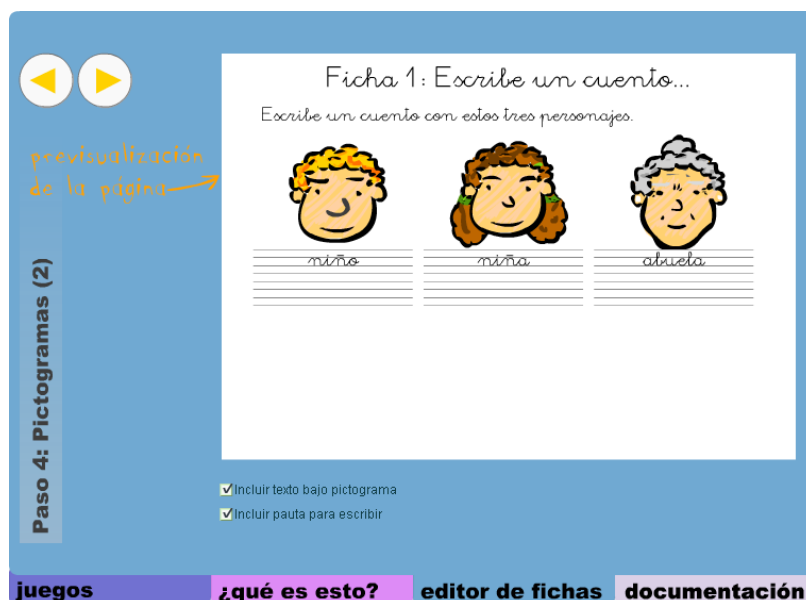 Ficha 1: Escribe un cuento...
Escribe un cuento con estos tres personajes.
previsualización
de la página
niño niña abuela
Paso 4: Pictogramas (2)
Incluir texto bajo pictograma
Incluir pauta para escribir
juegos ¿qué es esto? editor de fichas documentación